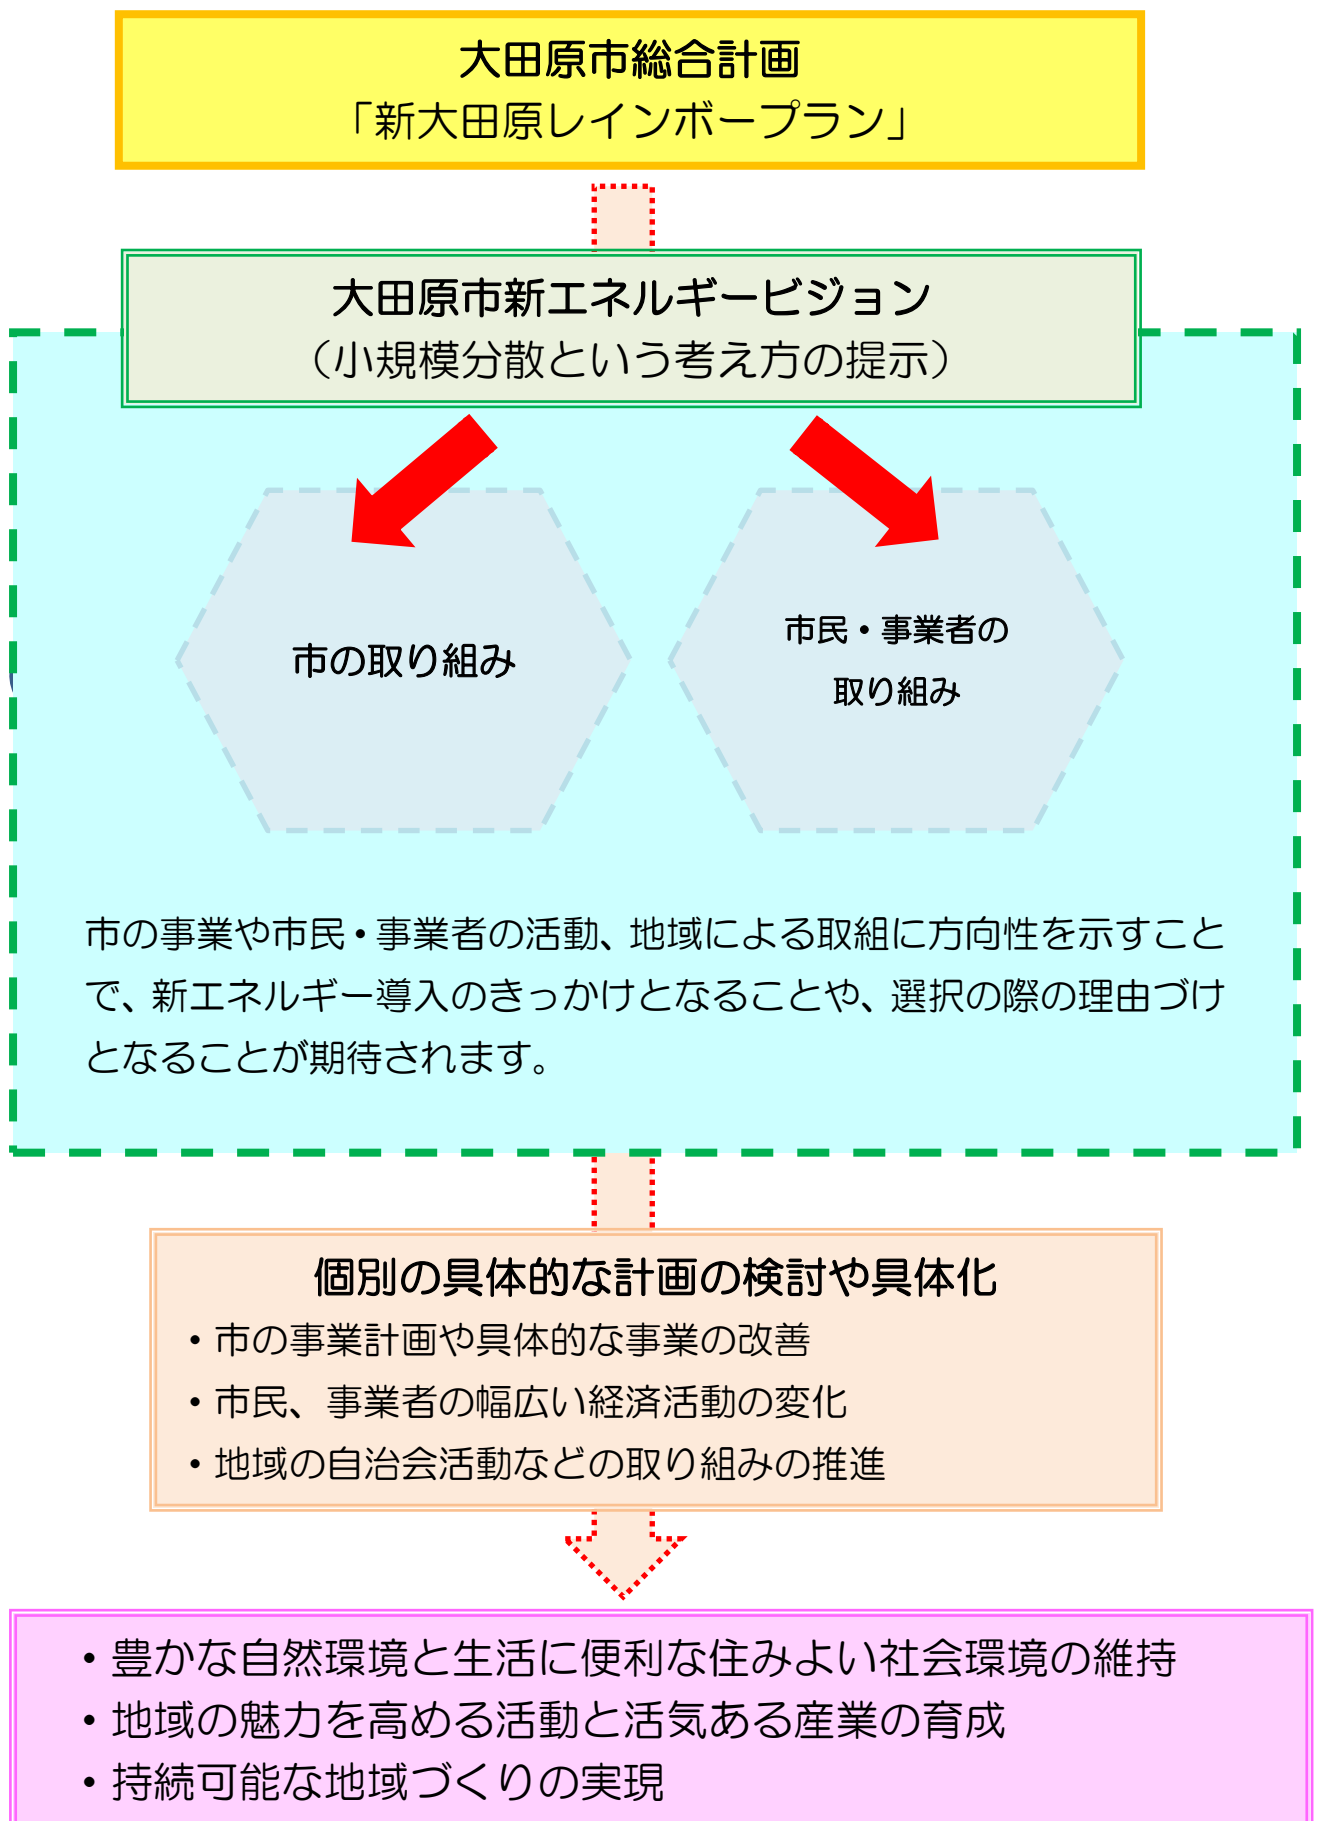 大田原市総合計画
「新大田原レインボープラン」
大田原市新エネルギービジョン
（小規模分散という考え方の提示）
市の取り組み
市民・事業者の
取り組み
市の事業や市民・事業者の活動、地域による取組に方向性を示すこと
で、新エネルギー導入のきっかけとなることや、選択の際の理由づけ
となることが期待されます。
個別の具体的な計画の検討や具体化
・市の事業計画や具体的な事業の改善
・市民、事業者の幅広い経済活動の変化
・地域の自治会活動などの取り組みの推進
・豊かな自然環境と生活に便利な住みよい社会環境の維持
・地域の魅力を高める活動と活気ある産業の育成
・持続可能な地域づくりの実現